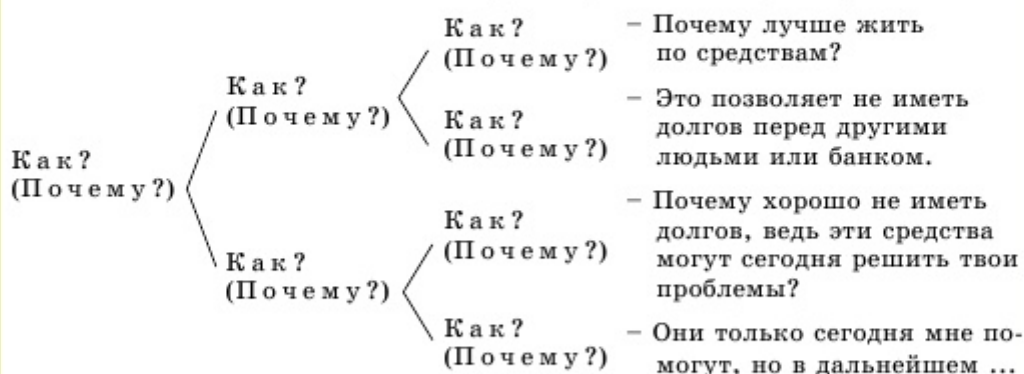 Как?
(Почему?)
Как?
(Почему?)
Как?
(Почему?)
Как?
(Почему?)
Как?
(Почему?)
Как?
(Почему?)
Как?
(Почему?)
– Почему лучше жить
по средствам?
– Это позволяет не иметь
долгов перед другими
людьми или банком.
– Почему хорошо не иметь
долгов, ведь эти средства
могут сегодня решить твои
проблемы?
– Они только сегодня мне по-
могут, но в дальнейшем ...